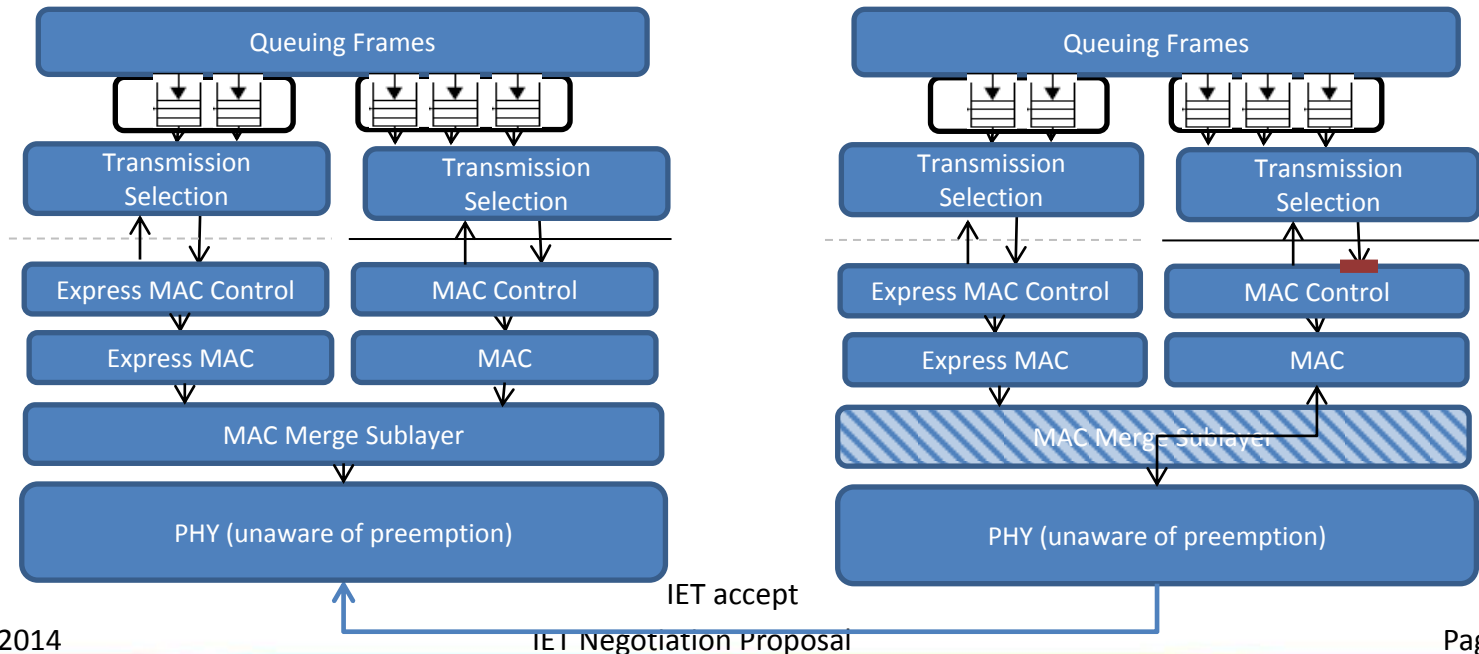 Queuing Frames
Queuing Frames
Transmission
Selection
Transmission
Selection
Transmission
Selection
Transmission
Selection
Express MAC Control
MAC Control
Express MAC Control
MAC Control
Express MAC
MAC
Express MAC
MAC
MAC Merge Sublayer
MAC Merge Sublayer
PHY (unaware of preemption)
PHY (unaware of preemption)
IET accept
2014
IET Negotiation Proposal
Pag